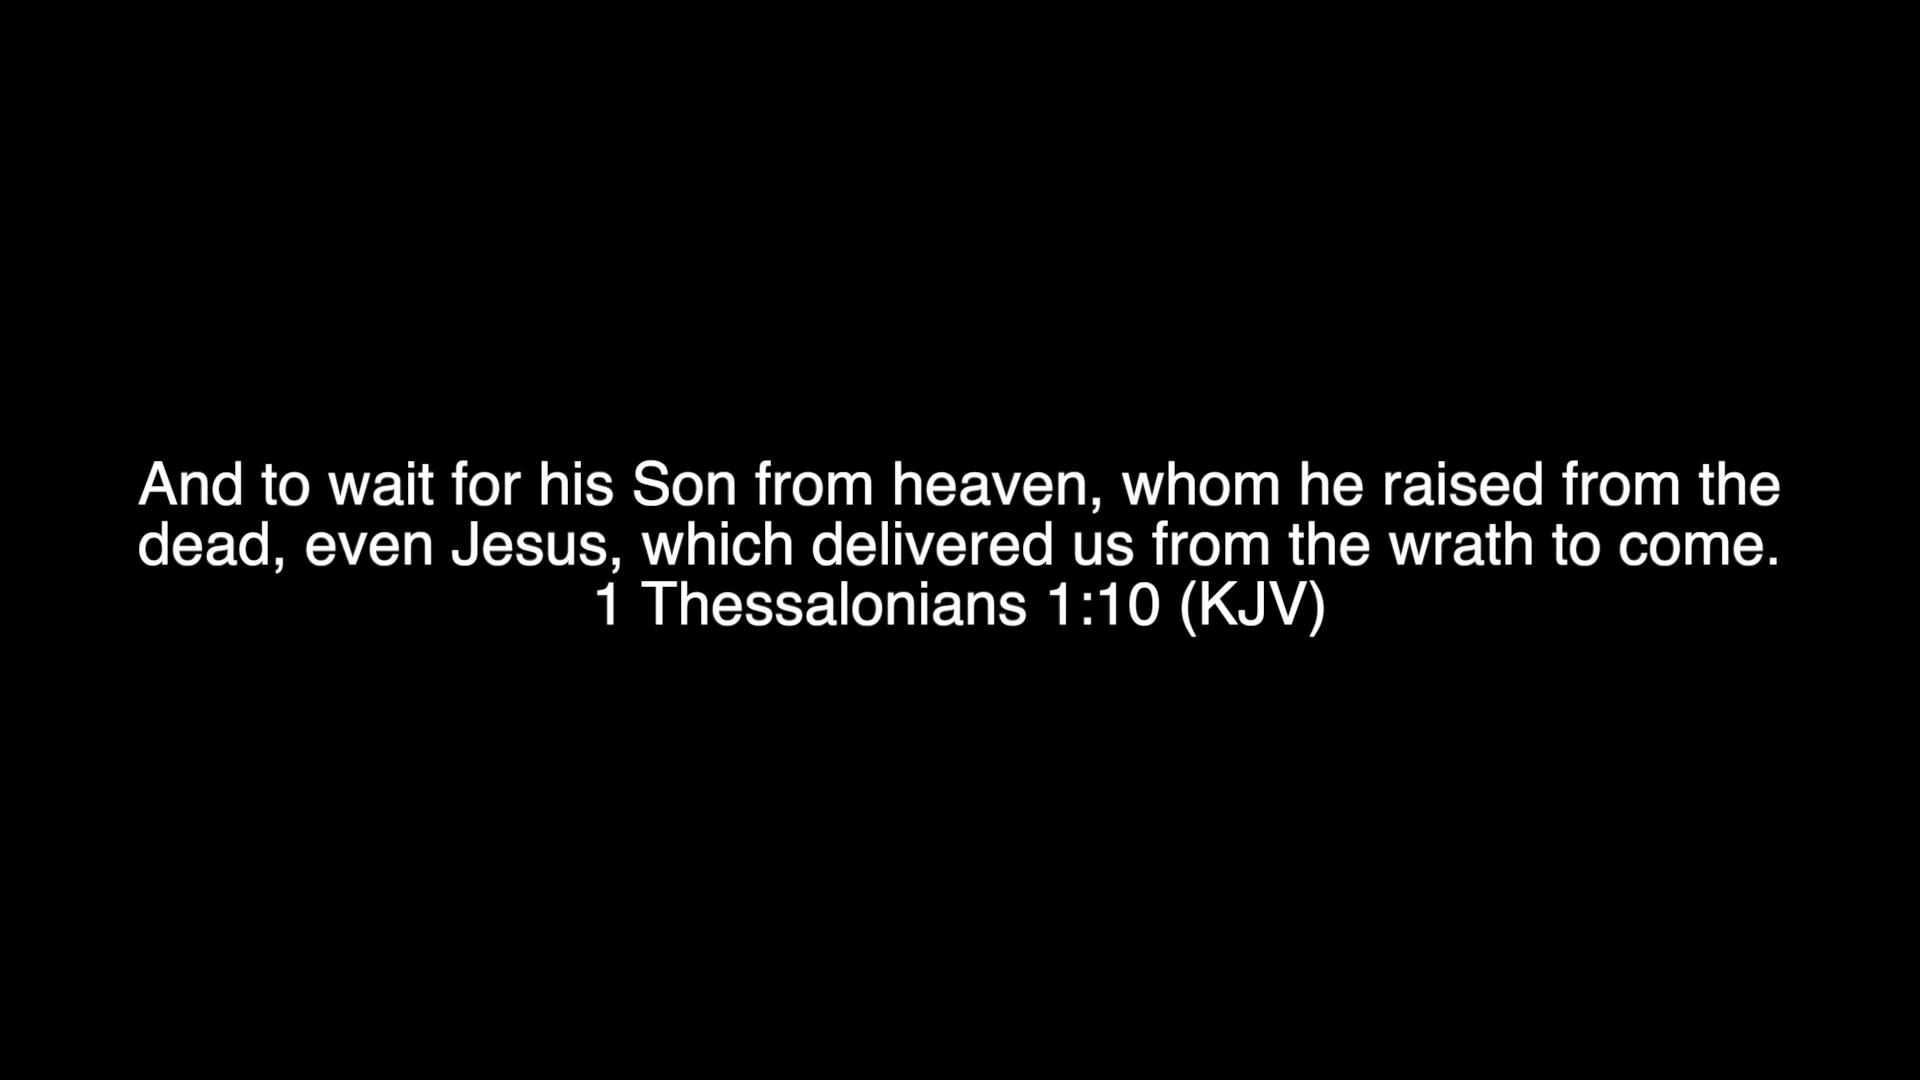 And to wait for his Son from heaven, whom he raised from the
dead, even Jesus, which delivered us from the wrath to come.
1 Thessalonians 1:10 (KJV)